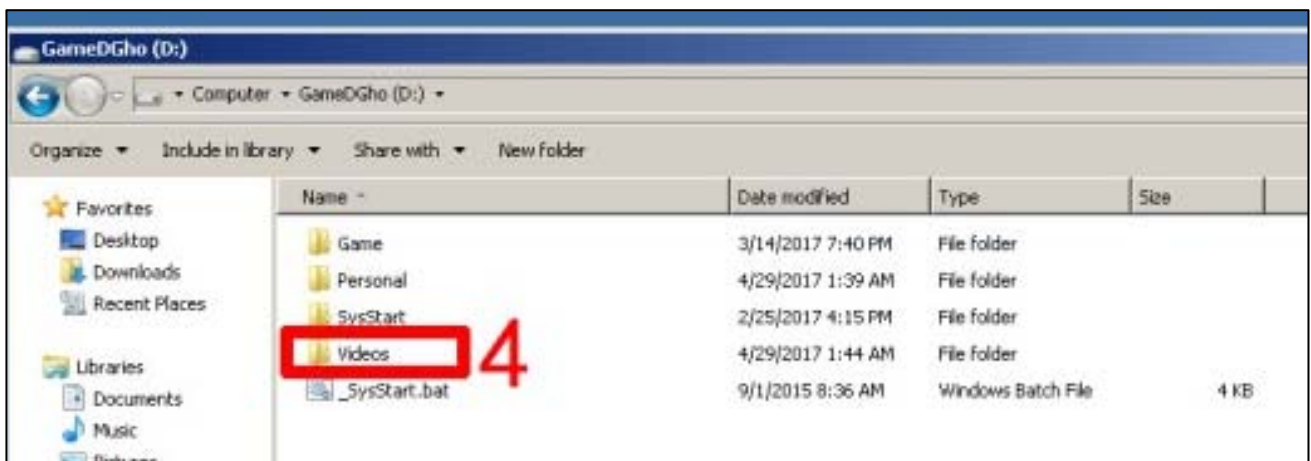 GameDGho (D:)
Computer GameDGho (D:)
Organize Include in library Share with New folder
Name Date modified Type Size
Favorites
Desktop
Downloads
Recent Places
Libraries
Documents
Music
Pictures
Game 3/14/2017 7:40 PM File folder
Personal 4/29/2017 1:39 AM File folder
SysStart 2/25/2017 4:15 PM File folder
Videos 4/29/2017 1:44 AM File folder
4
_SysStart.bat 9/1/2015 8:36 AM Windows Batch File 4 KB